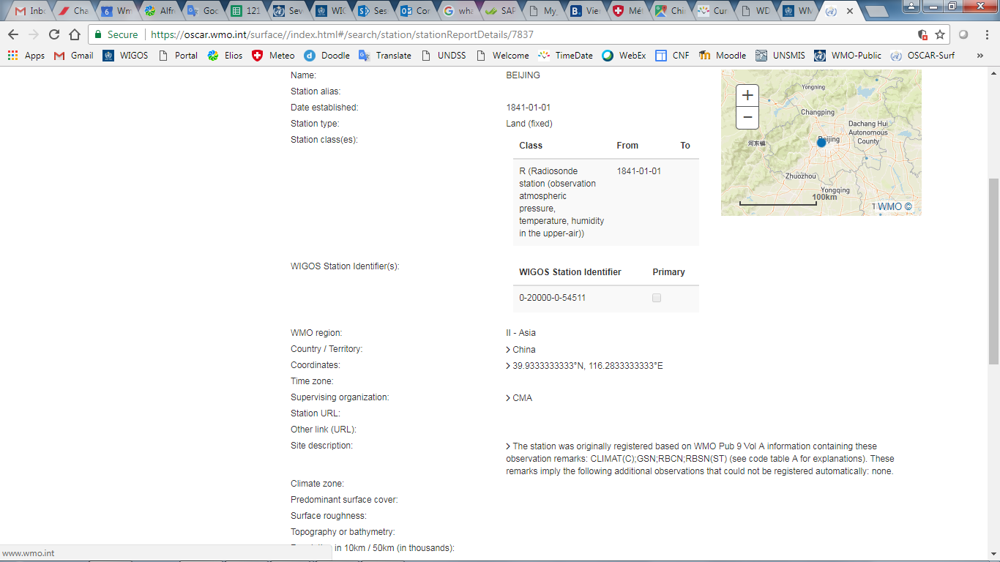 Inbo
Cha
6 Wm
Alfre
Goo
121
Sev
WIG
Ses
Cor
wha
SAP
My_
B. Vie
Mét
Chin
Cur
WD
WM
Secure https://oscar.wmo.int/surface//index.html#/search/station/stationReportDetails/7837
Apps Gmail WIGOS Portal Elios Meteo Doodle Translate UNDSS Welcome TimeDate WebEx CNF Moodle UNSMIS WMO-Public OSCAR-Surf »
Name: BEIJING
Station alias:
Date established: 1841-01-01
Station type: Land (fixed)
Station class(es):
Class From To
R (Radiosonde 1841-01-01
station (observation
atmospheric
pressure,
temperature, humidity
in the upper-air))
+
−
Yongning
Changping
Dachang Hui
Autonomous
County
Beijing
河东镇
Zhuozhou
Yongqing
100km
T WMO ©
WIGOS Station Identifier(s):
WIGOS Station Identifier Primary
0-20000-0-54511
WMO region: II - Asia
Country / Territory: China
Coordinates: 39.9333333333°N, 116.2833333333°E
Time zone:
Supervising organization: CMA
Station URL:
Other link (URL):
Site description: The station was originally registered based on WMO Pub 9 Vol A information containing these
observation remarks: CLIMAT(C);GSN;RBCN;RBSN(ST) (see code table A for explanations). These
remarks imply the following additional observations that could not be registered automatically: none.
Climate zone:
Predominant surface cover:
Surface roughness:
Topography or bathymetry:
in 10km / 50km (in thousands):
www.wmo.int